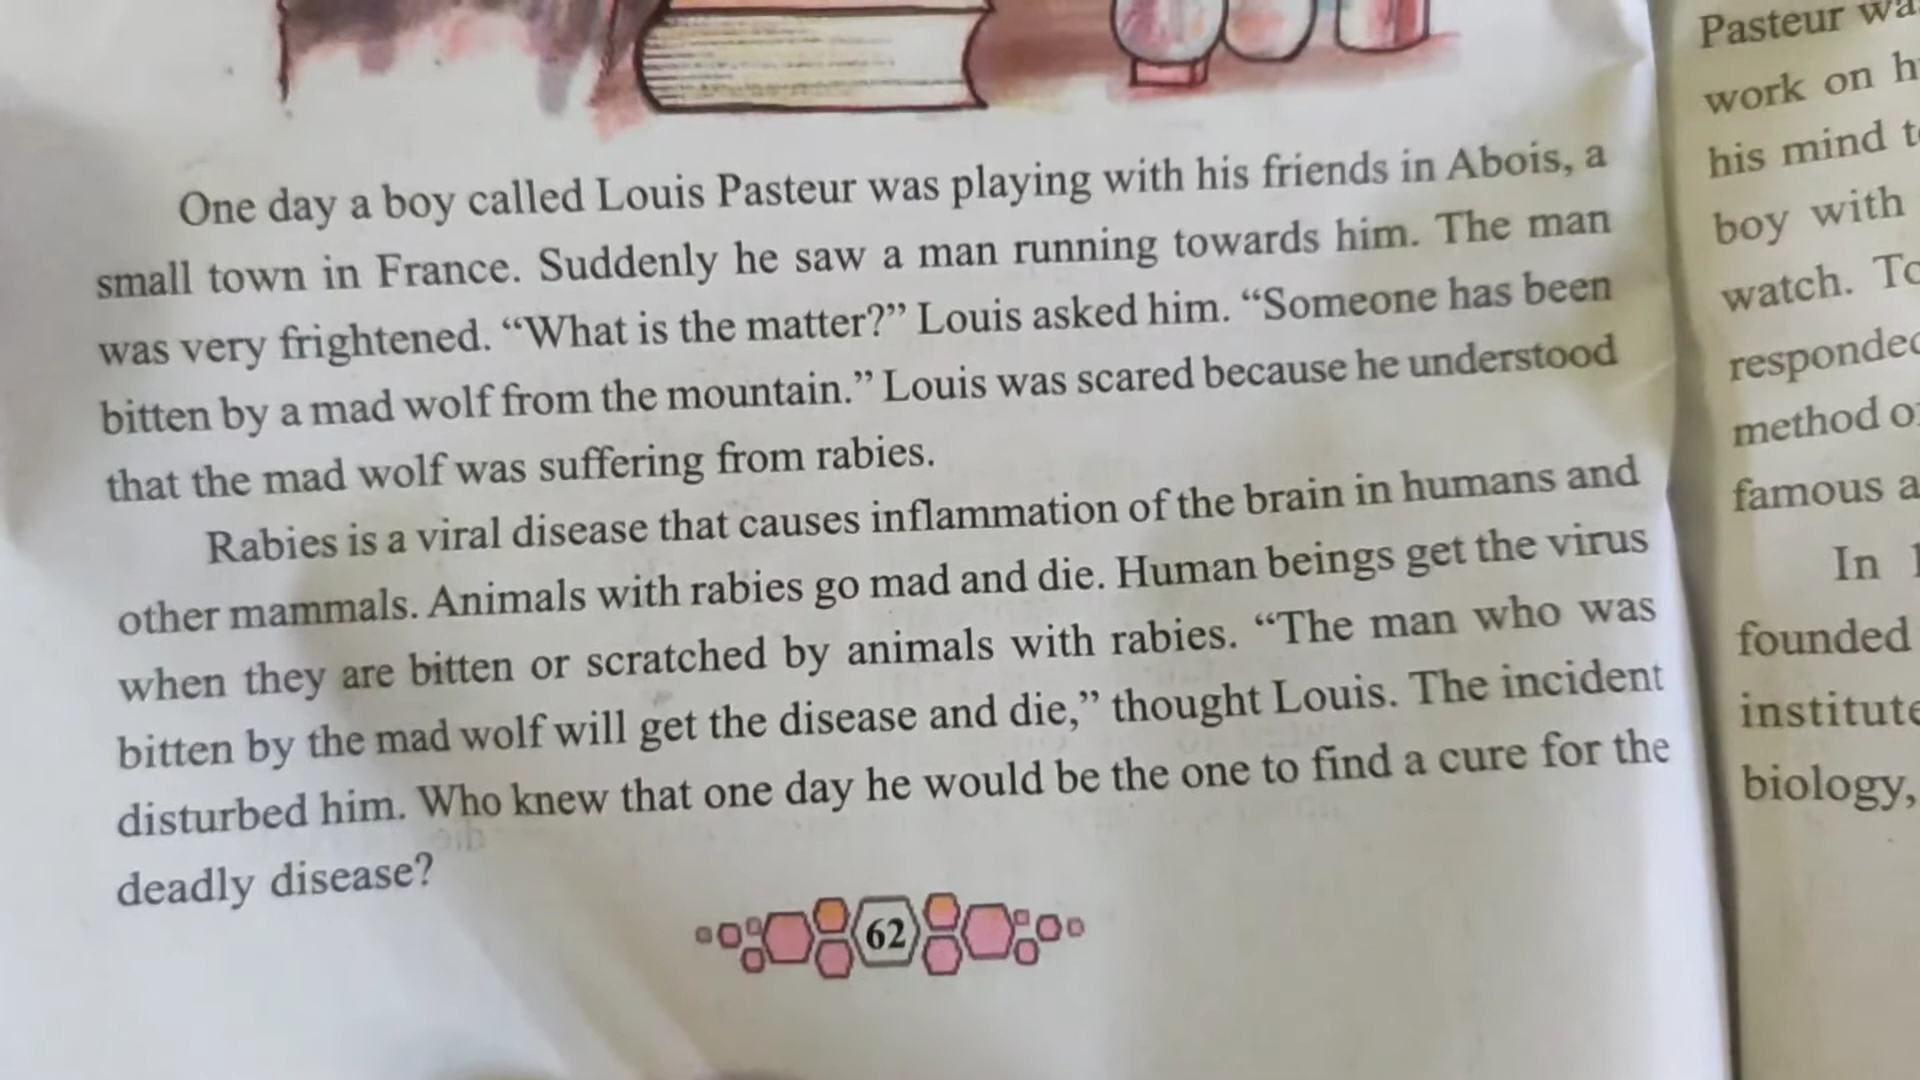 One day a boy called Louis Pasteur was playing with his friends in Abois, a
small town in France. Suddenly he saw a man running towards him. The man
was very frightened. “What is the matter?” Louis asked him. “Someone has been
bitten by a mad wolf from the mountain.” Louis was scared because he understood
that the mad wolf was suffering from rabies.
Rabies is a viral disease that causes inflammation of the brain in humans and
other mammals. Animals with rabies go mad and die. Human beings get the virus
when they are bitten or scratched by animals with rabies. “The man who was
bitten by the mad wolf will get the disease and die,” thought Louis. The incident
disturbed him. Who knew that one day he would be the one to find a cure for the
deadly disease?
62
Pasteur
work on
his mind
boy with
watch.
method
famous
In
founded
biology,